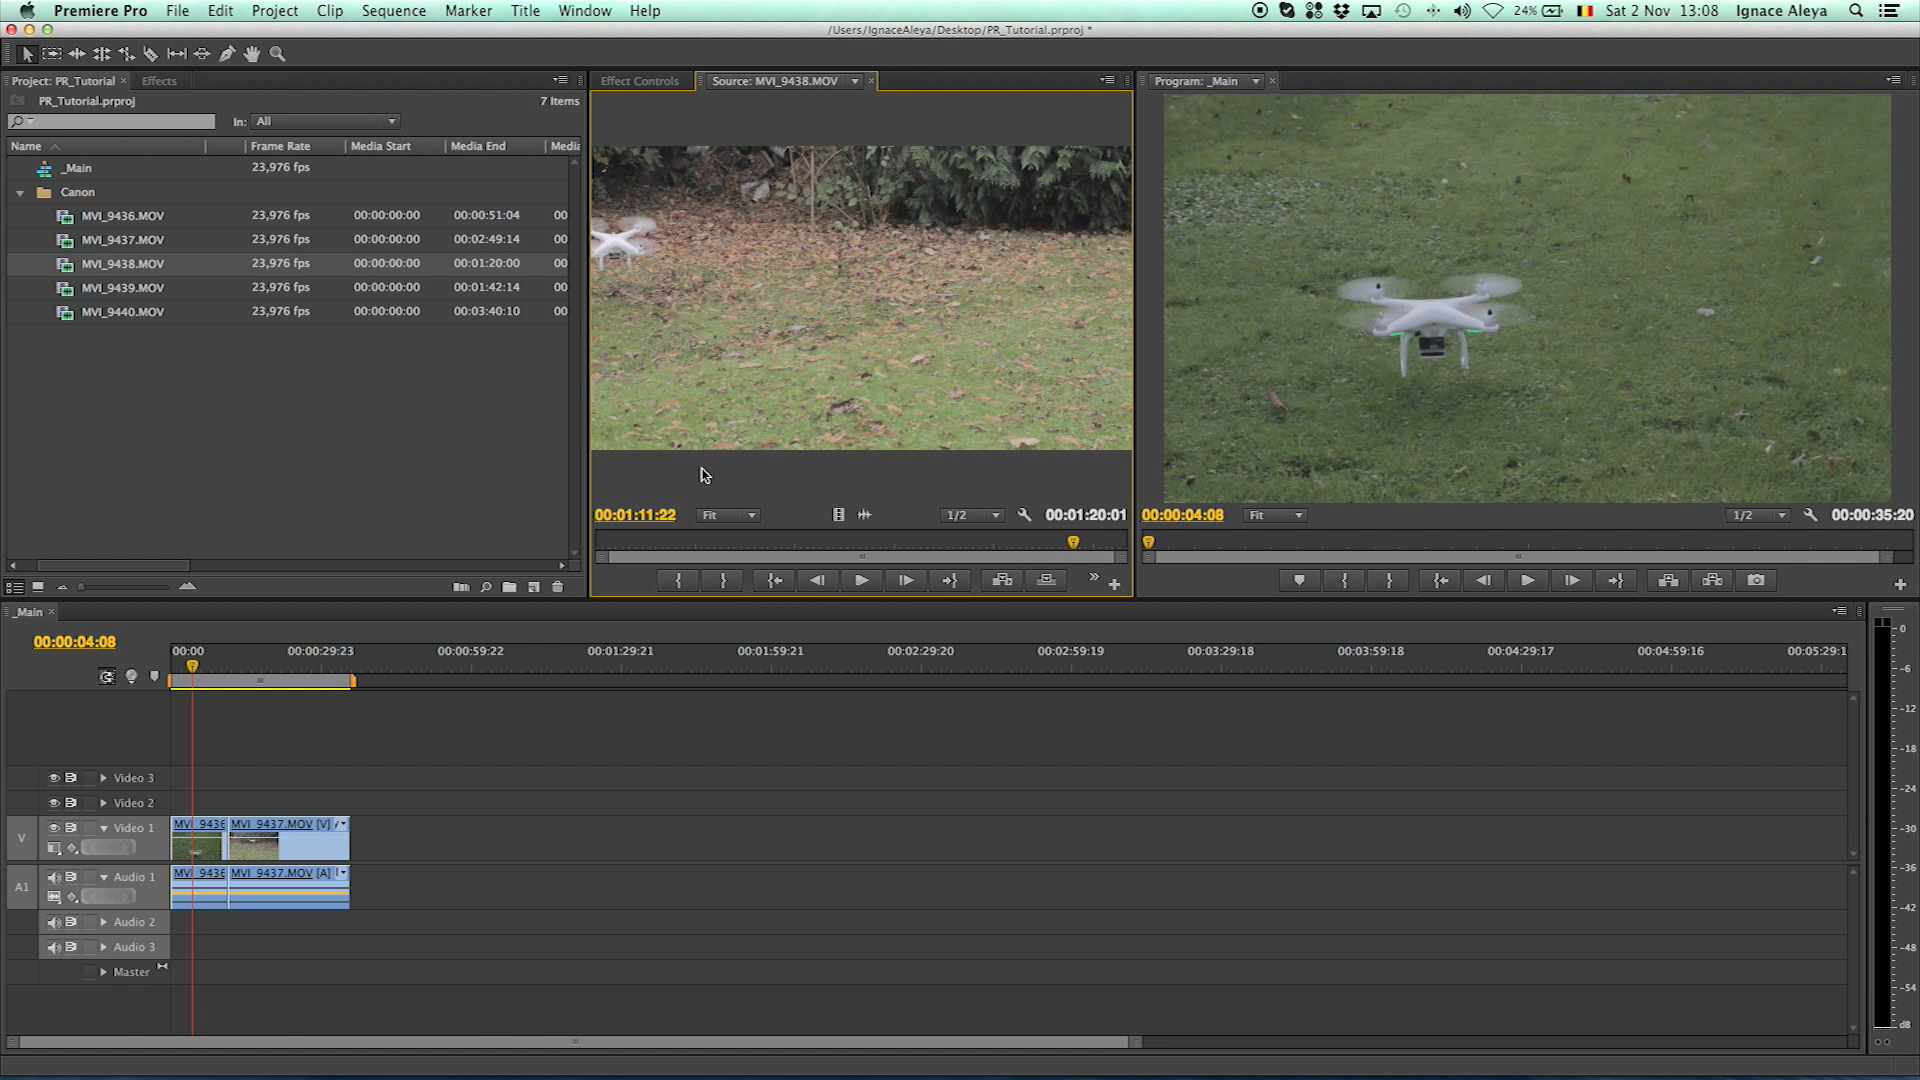 Premiere Pro File Edit Project Clip Sequence Marker Title Window Help 24% Sat 2 Nov 13:08 Ignace Aleya
/Users/IgnaceAleya/Desktop/PR_Tutorial.prproj *
Project: PR_Tutorial × Effects
PR_Tutorial.prproj 7 Items
In: All
Name Frame Rate Media Start Media End Media
_Main 23,976 fps
Canon
MVI_9436.MOV 23,976 fps 00:00:00:00 00:00:51:04 00
MVI_9437.MOV 23,976 fps 00:00:00:00 00:02:49:14 00
MVI_9438.MOV 23,976 fps 00:00:00:00 00:01:20:00 00
MVI_9439.MOV 23,976 fps 00:00:00:00 00:01:42:14 00
MVI_9440.MOV 23,976 fps 00:00:00:00 00:03:40:10 00
Effect Controls Source: MVI_9438.MOV ×
00:01:11:22 Fit 1/2 00:01:20:01
Program: _Main ×
00:00:04:08 Fit 1/2 00:00:35:20
_Main ×
00:00:04:08
00:00 00:00:29:23 00:00:59:22 00:01:29:21 00:01:59:21 00:02:29:20 00:02:59:19 00:03:29:18 00:03:59:18 00:04:29:17 00:04:59:16 00:05:29:1
Video 3
Video 2
V Video 1 MVI_9436 MVI_9437.MOV [V]
A1 Audio 1 MVI_9436 MVI_9437.MOV [A]
Audio 2
Audio 3
Master
0
-6
-12
-18
-24
-30
-36
-42
-48
-54
dB